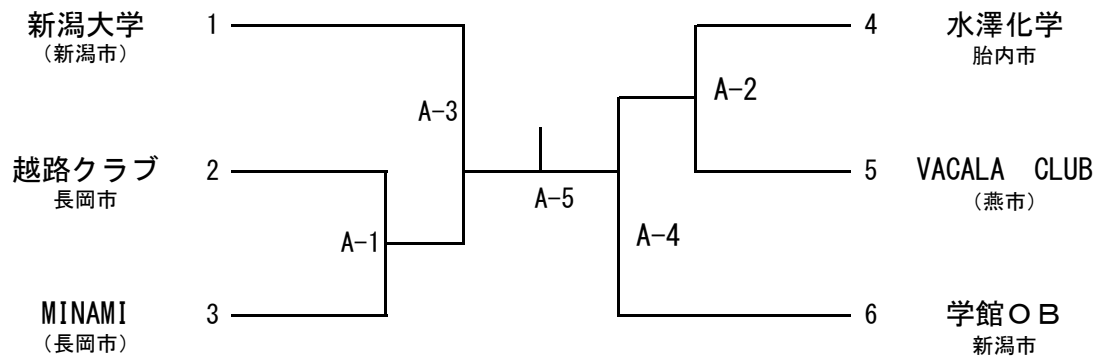 新潟大学 1
（新潟市）
A-3
越路クラブ 2
長岡市
A-1
MINAMI 3
（長岡市）
A-5
4 水澤化学
胎内市
A-2
5 VACALA CLUB
（燕市）
A-4
6 学館ＯＢ
新潟市